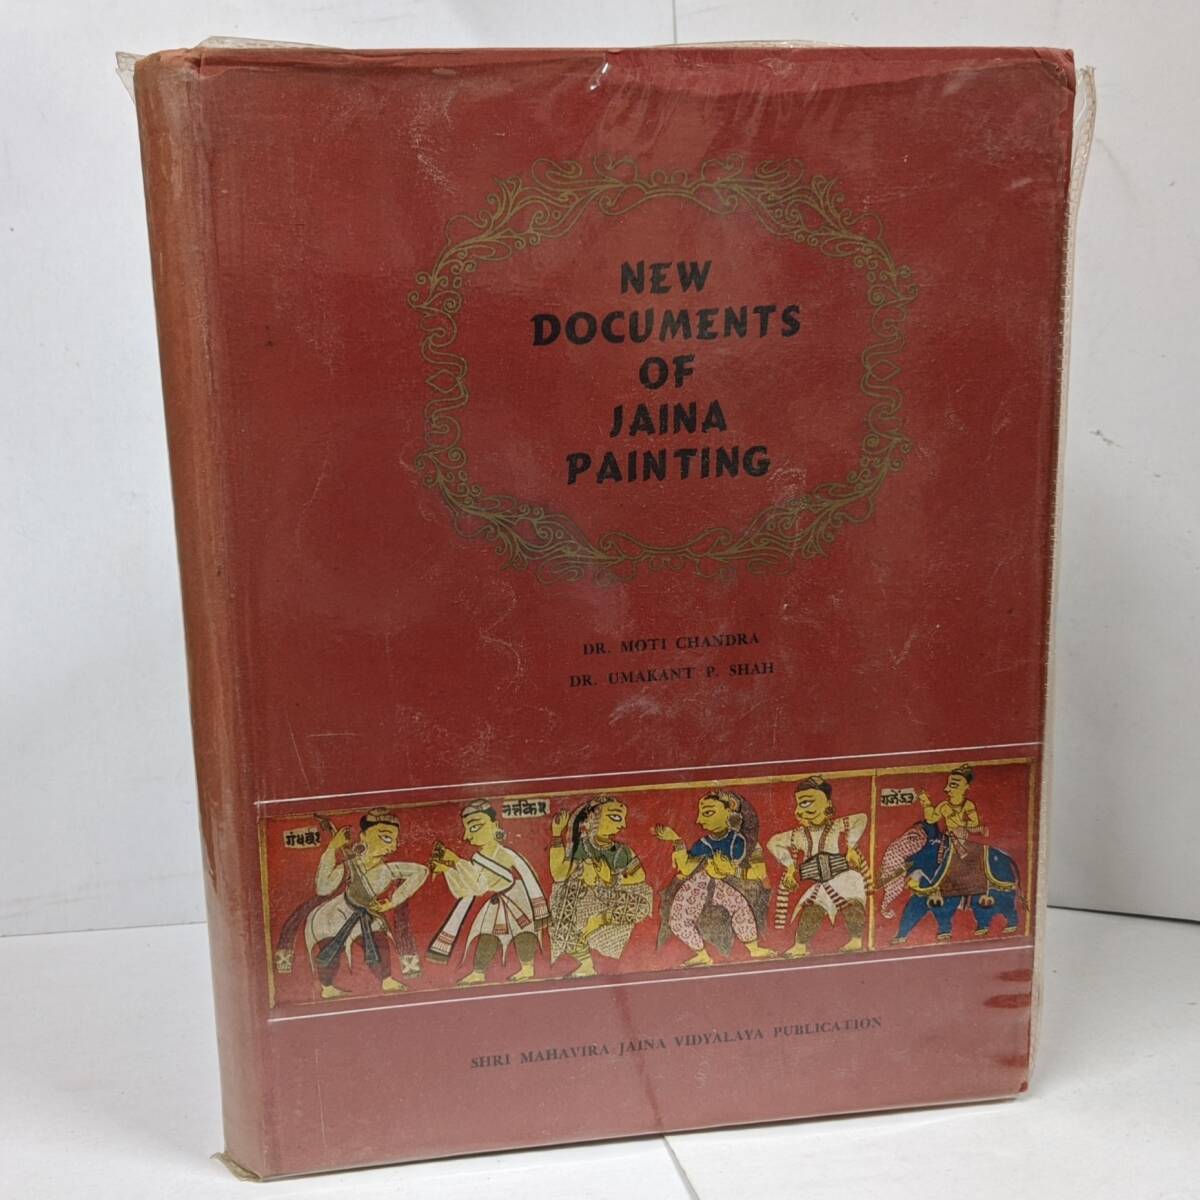 NEW
DOCUMENTS
OF
JAINA
PAINTING
DR. MOTI CHANDRA
DR. UMAKANT P. SHAH
SHRI MAHAVIRA JAINA VIDYALAYA PUBLICATION